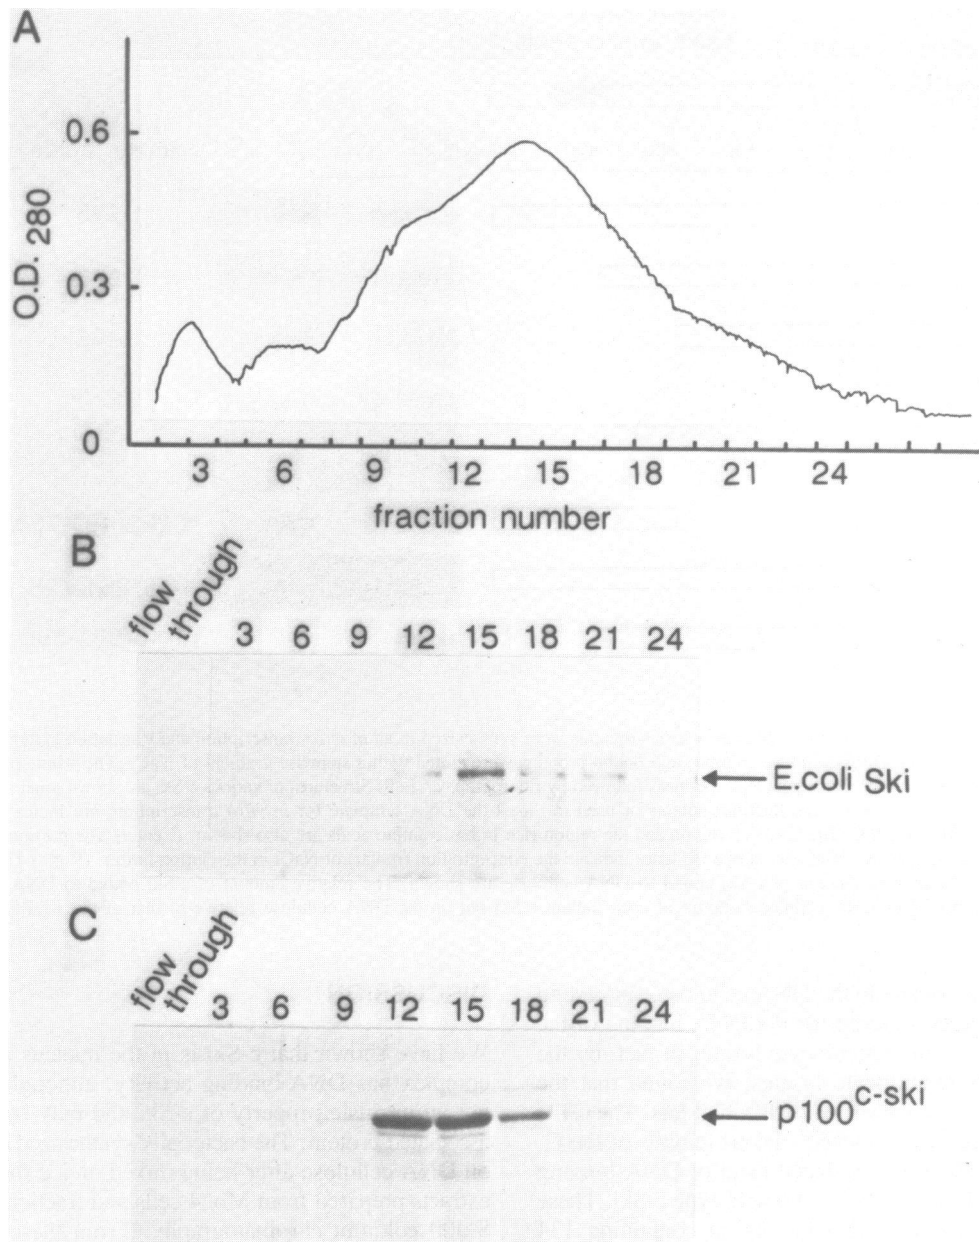 A
0.6
0.3
0
O.D. 280
3 6 9 12 15 18 21 24
fraction number
B
flow through 3 6 9 12 15 18 21 24
E.coli Ski
C
flow through 3 6 9 12 15 18 21 24
p100 c-ski